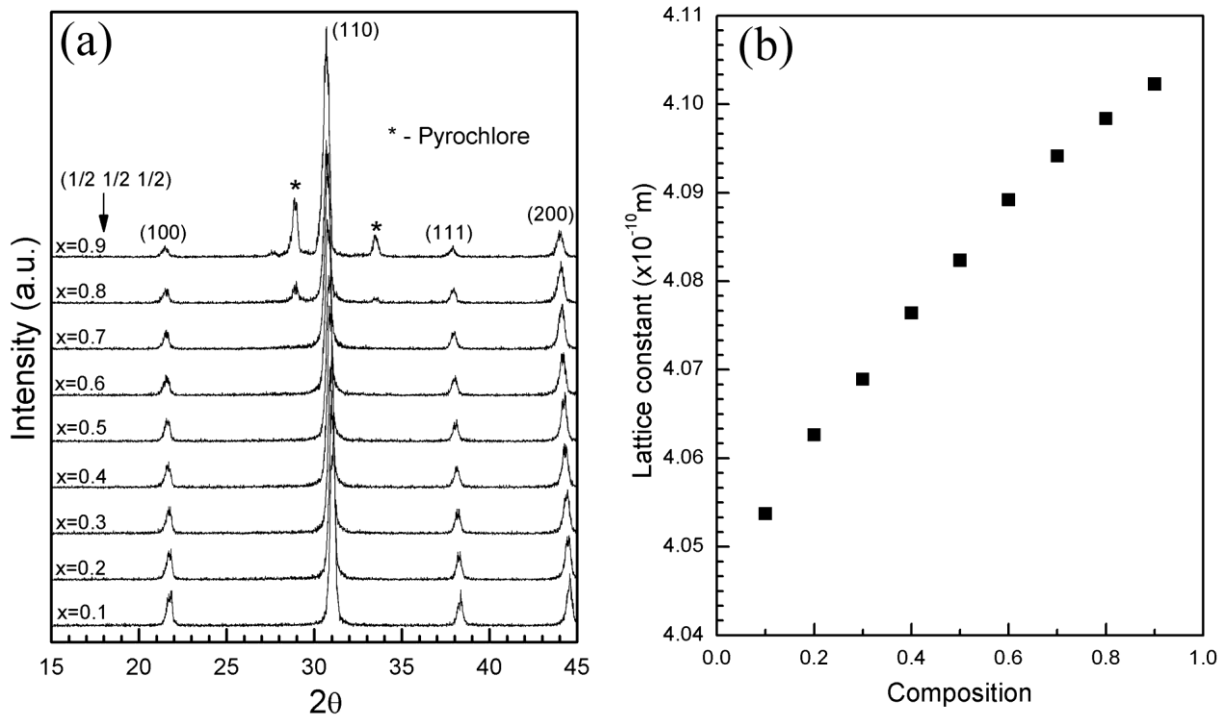 (a)
(110)
* - Pyrochlore
(1/2 1/2 1/2)
*
*
(100)
(111)
(200)
x=0.9
x=0.8
x=0.7
x=0.6
x=0.5
x=0.4
x=0.3
x=0.2
x=0.1
Intensity (a.u.)
15 20 25 30 35 40 45
2θ
(b)
4.11
4.10
4.09
4.08
4.07
4.06
4.05
4.04
Lattice constant (x10⁻¹⁰m)
0.0 0.2 0.4 0.6 0.8 1.0
Composition